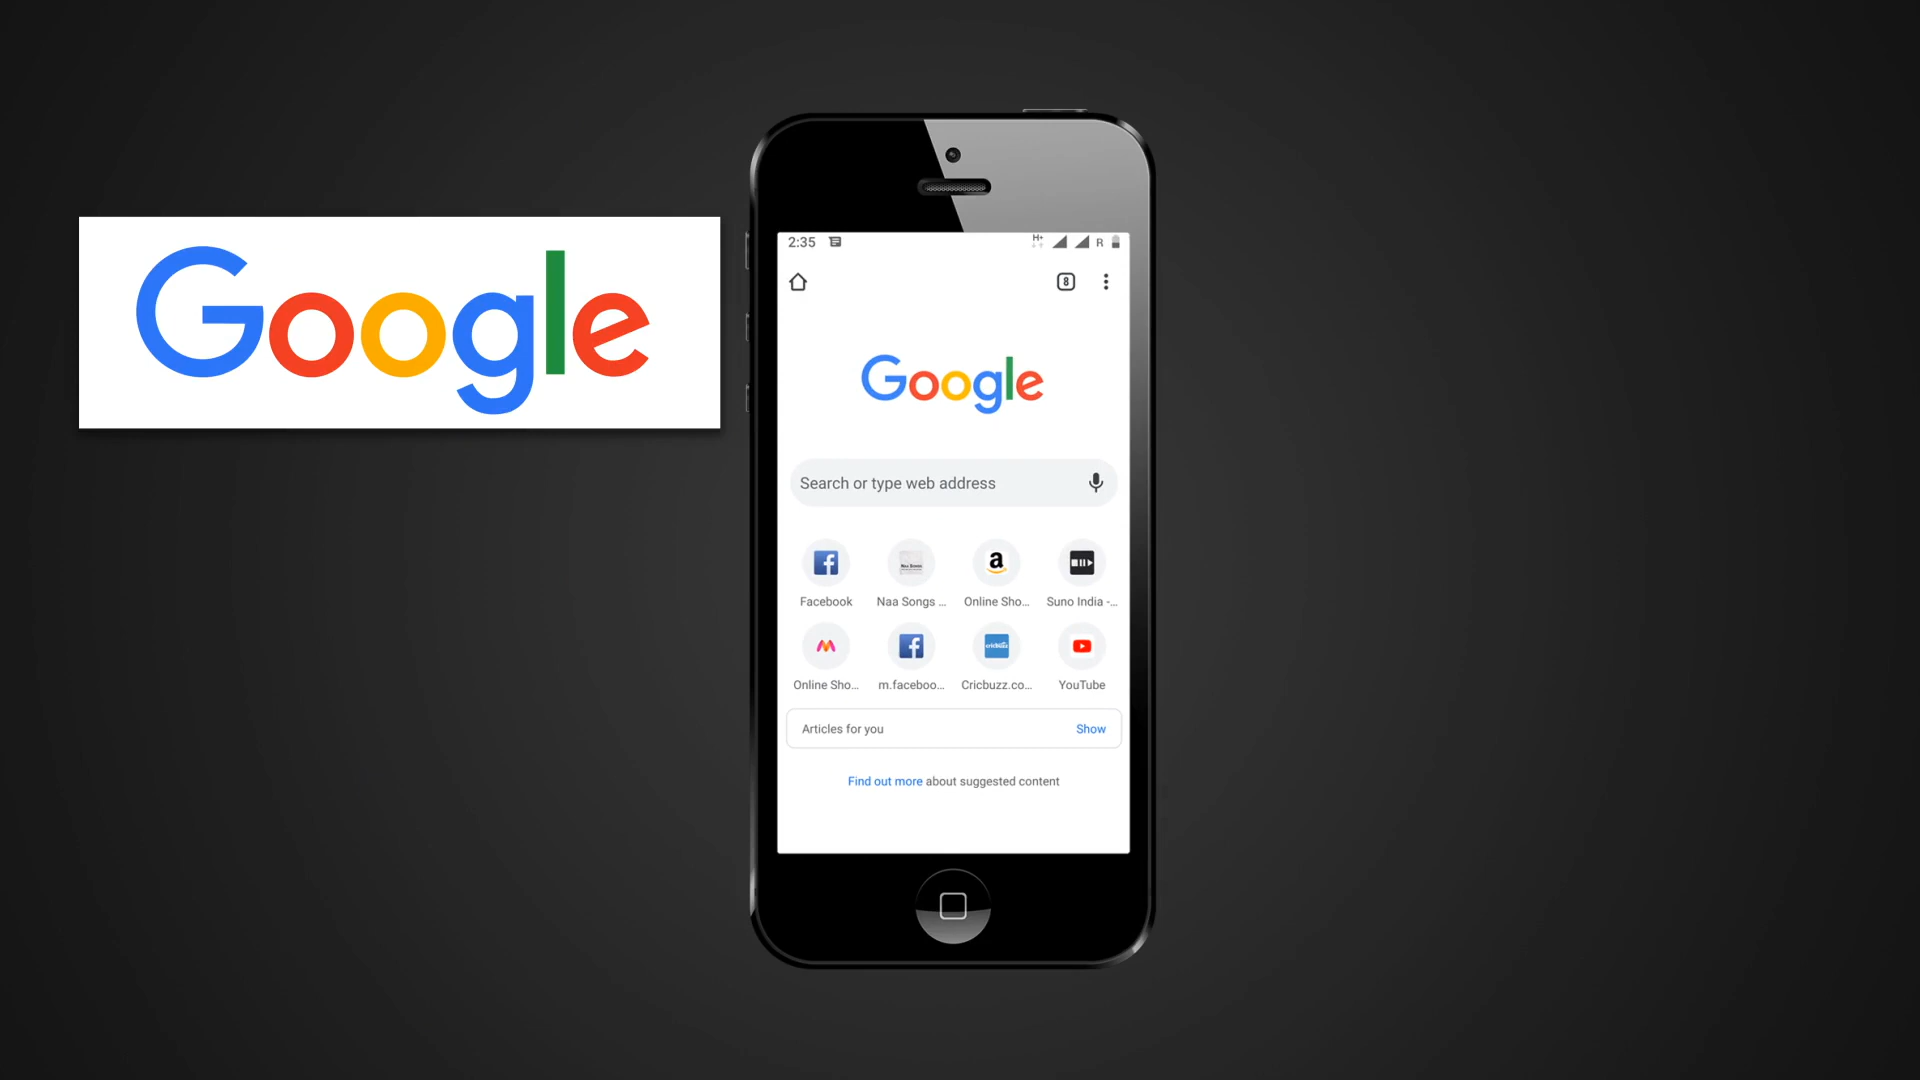 Google
2:35
H+
R
8
Google
Search or type web address
Facebook
Naa Songs ...
Online Sho...
Suno India -...
Online Sho...
m.faceboo...
Cricbuzz.co...
YouTube
Articles for you
Show
Find out more about suggested content